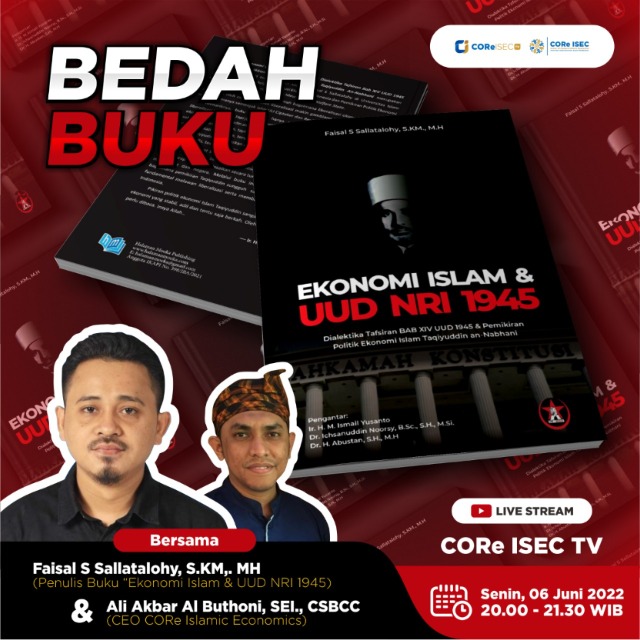 COReISEC TV
CORe ISEC
BEDAH
BUKU
Faisal S Sallatalohy, S.KM., M.H
EKONOMI ISLAM &
UUD NRI 1945
Dialektika Tafsiran BAB XIV UUD 1945 & Pemikiran
Politik Ekonomi Islam Taqiyuddin an-Nabhani
MAHKAMAH KONSTITUSI
Pengantar:
Ir. H. M. Ismail Yusanto
Dr. Ichsanuddin Noorsy, B.Sc., S.H., M.Si.
Dr. H. Abustan, S.H., M.H
Bersama
Faisal S Sallatalohy, S.KM,. MH
(Penulis Buku "Ekonomi Islam & UUD NRI 1945)
& Ali Akbar Al Buthoni, SEI., CSBCC
(CEO CORe Islamic Economics)
LIVE STREAM
CORe ISEC TV
Senin, 06 Juni 2022
20.00 - 21.30 WIB